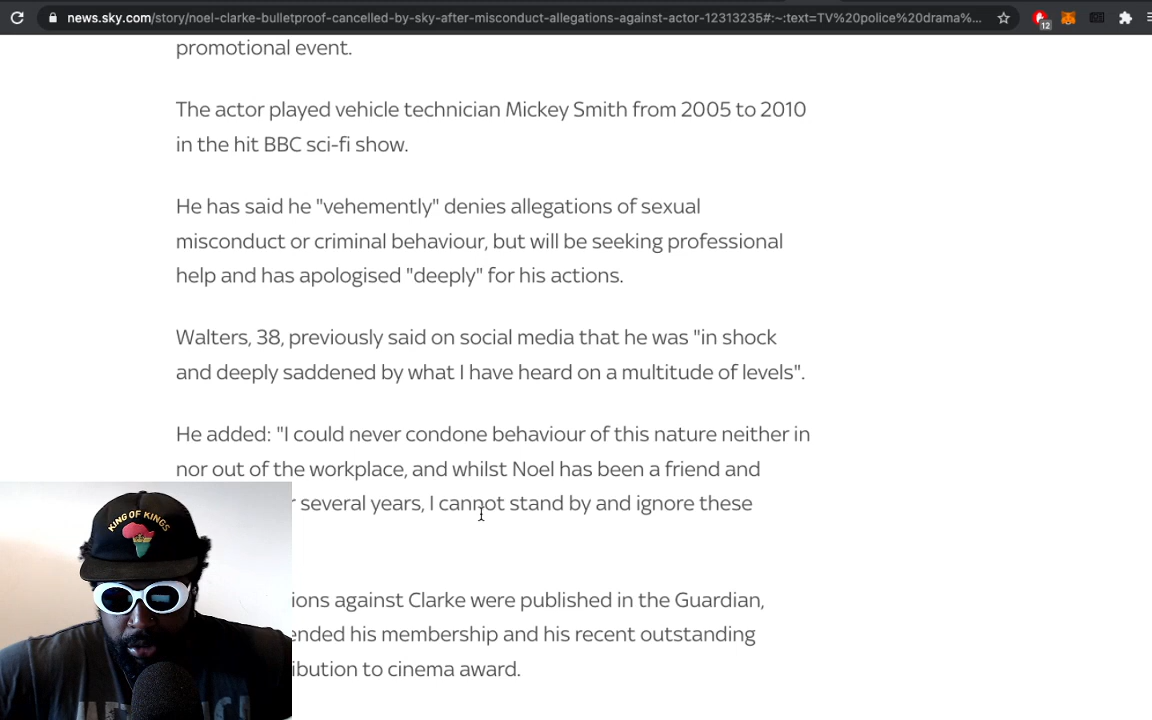 news.sky.com/story/noel-clarke-bulletproof-cancelled-by-sky-after-misconduct-allegations-against-actor-12313235#:~:text=TV%20police%20drama%...
12
promotional event.
The actor played vehicle technician Mickey Smith from 2005 to 2010
in the hit BBC sci-fi show.
He has said he "vehemently" denies allegations of sexual
misconduct or criminal behaviour, but will be seeking professional
help and has apologised "deeply" for his actions.
Walters, 38, previously said on social media that he was "in shock
and deeply saddened by what I have heard on a multitude of levels".
He added: "I could never condone behaviour of this nature neither in
nor out of the workplace, and whilst Noel has been a friend and
several years, I cannot stand by and ignore these
ions against Clarke were published in the Guardian,
ended his membership and his recent outstanding
ibution to cinema award.
KING OF KINGS